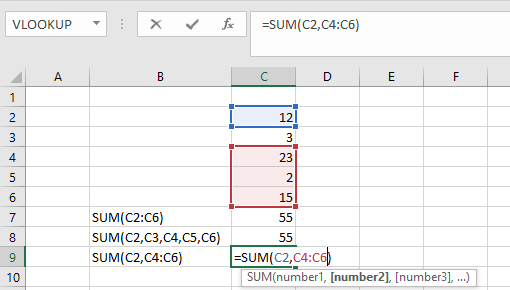 VLOOKUP =SUM(C2,C4:C6)
A B C D E F
1
2 12
3 3
4 23
5 2
6 15
7 SUM(C2:C6) 55
8 SUM(C2,C3,C4,C5,C6) 55
9 SUM(C2,C4:C6) =SUM(C2,C4:C6)
10 SUM(number1, [number2], [number3], ...)